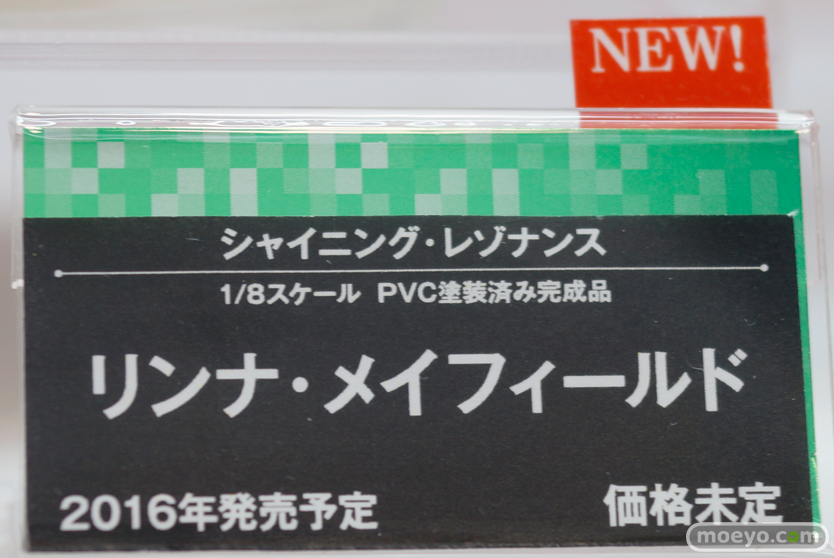 NEW!
シャイニング・レゾナンス
1/8スケール PVC塗装済み完成品
リンナ・メイフィールド
2016年発売予定
価格未定
moeyo.com